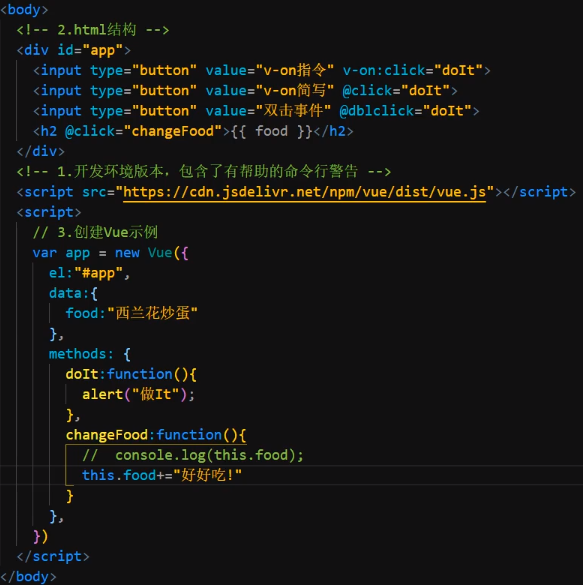 <body>
<!-- 2.html结构 -->
<div id="app">
<input type="button" value="v-on指令" v-on:click="doIt">
<input type="button" value="v-on简写" @click="doIt">
<input type="button" value="双击事件" @dblclick="doIt">
<h2 @click="changeFood">{{ food }}</h2>
</div>
<!-- 1.开发环境版本，包含了有帮助的命令行警告 -->
<script src="https://cdn.jsdelivr.net/npm/vue/dist/vue.js"></script>
<script>
// 3.创建Vue示例
var app = new Vue({
el:"#app",
data:{
food:"西兰花炒蛋"
},
methods: {
doIt:function(){
alert("做It");
},
changeFood:function(){
//  console.log(this.food);
this.food+="好好吃!"
}
},
})
</script>
</body>